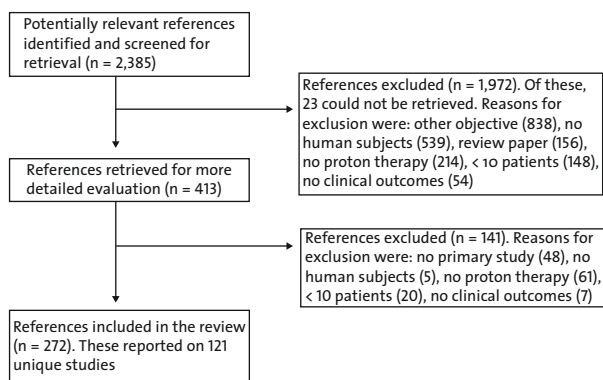 Potentially relevant references
identified and screened for
retrieval (n = 2,385)
References excluded (n = 1,972). Of these,
23 could not be retrieved. Reasons for
exclusion were: other objective (838), no
human subjects (539), review paper (156),
no proton therapy (214), < 10 patients (148),
no clinical outcomes (54)
References retrieved for more
detailed evaluation (n = 413)
References excluded (n = 141). Reasons for
exclusion were: no primary study (48), no
human subjects (5), no proton therapy (61),
< 10 patients (20), no clinical outcomes (7)
References included in the review
(n = 272). These reported on 121
unique studies